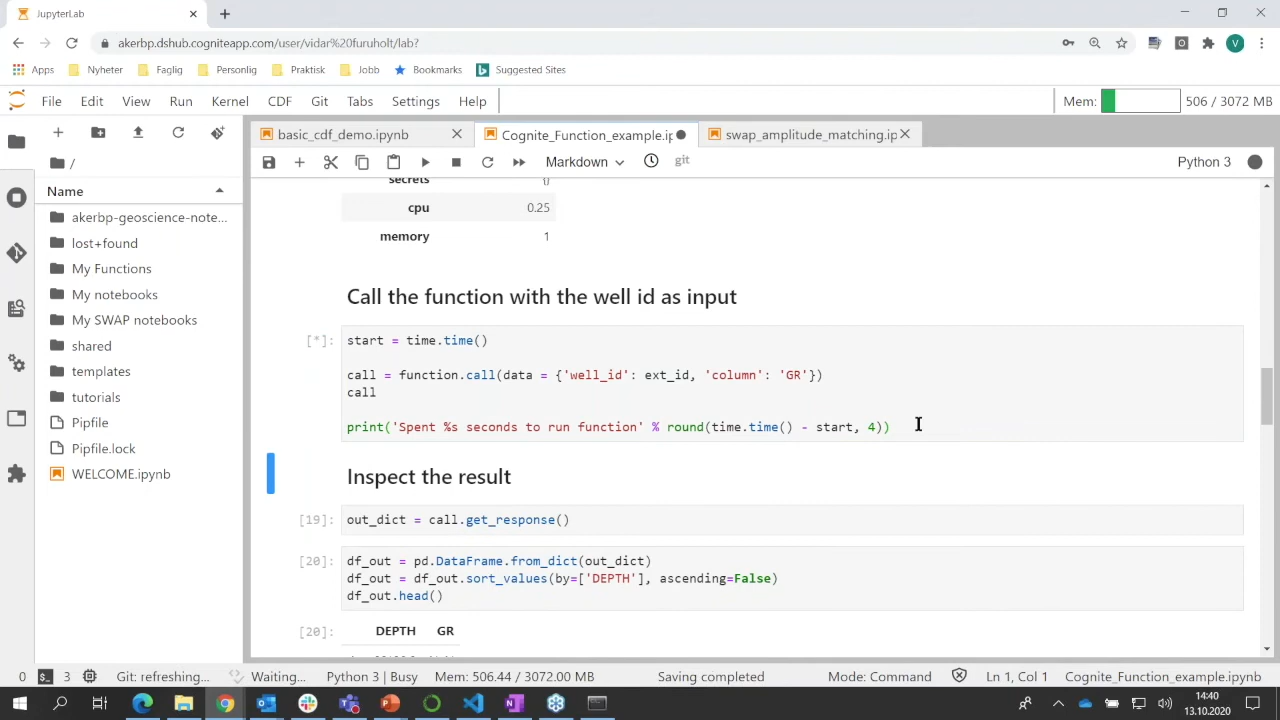 JupyterLab
akerbp.dshub.cogniteapp.com/user/vidar%20furuholt/lab?
V
Apps Nyheter Faglig Personlig Praktisk Jobb Bookmarks Suggested Sites
File Edit View Run Kernel CDF Git Tabs Settings Help
Mem: 506 / 3072 MB
basic_cdf_demo.ipynb
Cognite_Function_example.ip
swap_amplitude_matching.ip
Markdown
git
Python 3
/
Name
akerbp-geoscience-note...
lost+found
My Functions
My notebooks
My SWAP notebooks
shared
templates
tutorials
Pipfile
Pipfile.lock
WELCOME.ipynb
secrets {}
cpu 0.25
memory 1
Call the function with the well id as input
[*]: start = time.time()
call = function.call(data = {'well_id': ext_id, 'column': 'GR'})
call
print('Spent %s seconds to run function' % round(time.time() - start, 4))
Inspect the result
[19]: out_dict = call.get_response()
[20]: df_out = pd.DataFrame.from_dict(out_dict)
df_out = df_out.sort_values(by=['DEPTH'], ascending=False)
df_out.head()
[20]: DEPTH GR
0 3 Git: refreshing... Waiting... Python 3 | Busy Mem: 506.44 / 3072.00 MB Saving completed Mode: Command Ln 1, Col 1 Cognite_Function_example.ipynb
14:40
13.10.2020